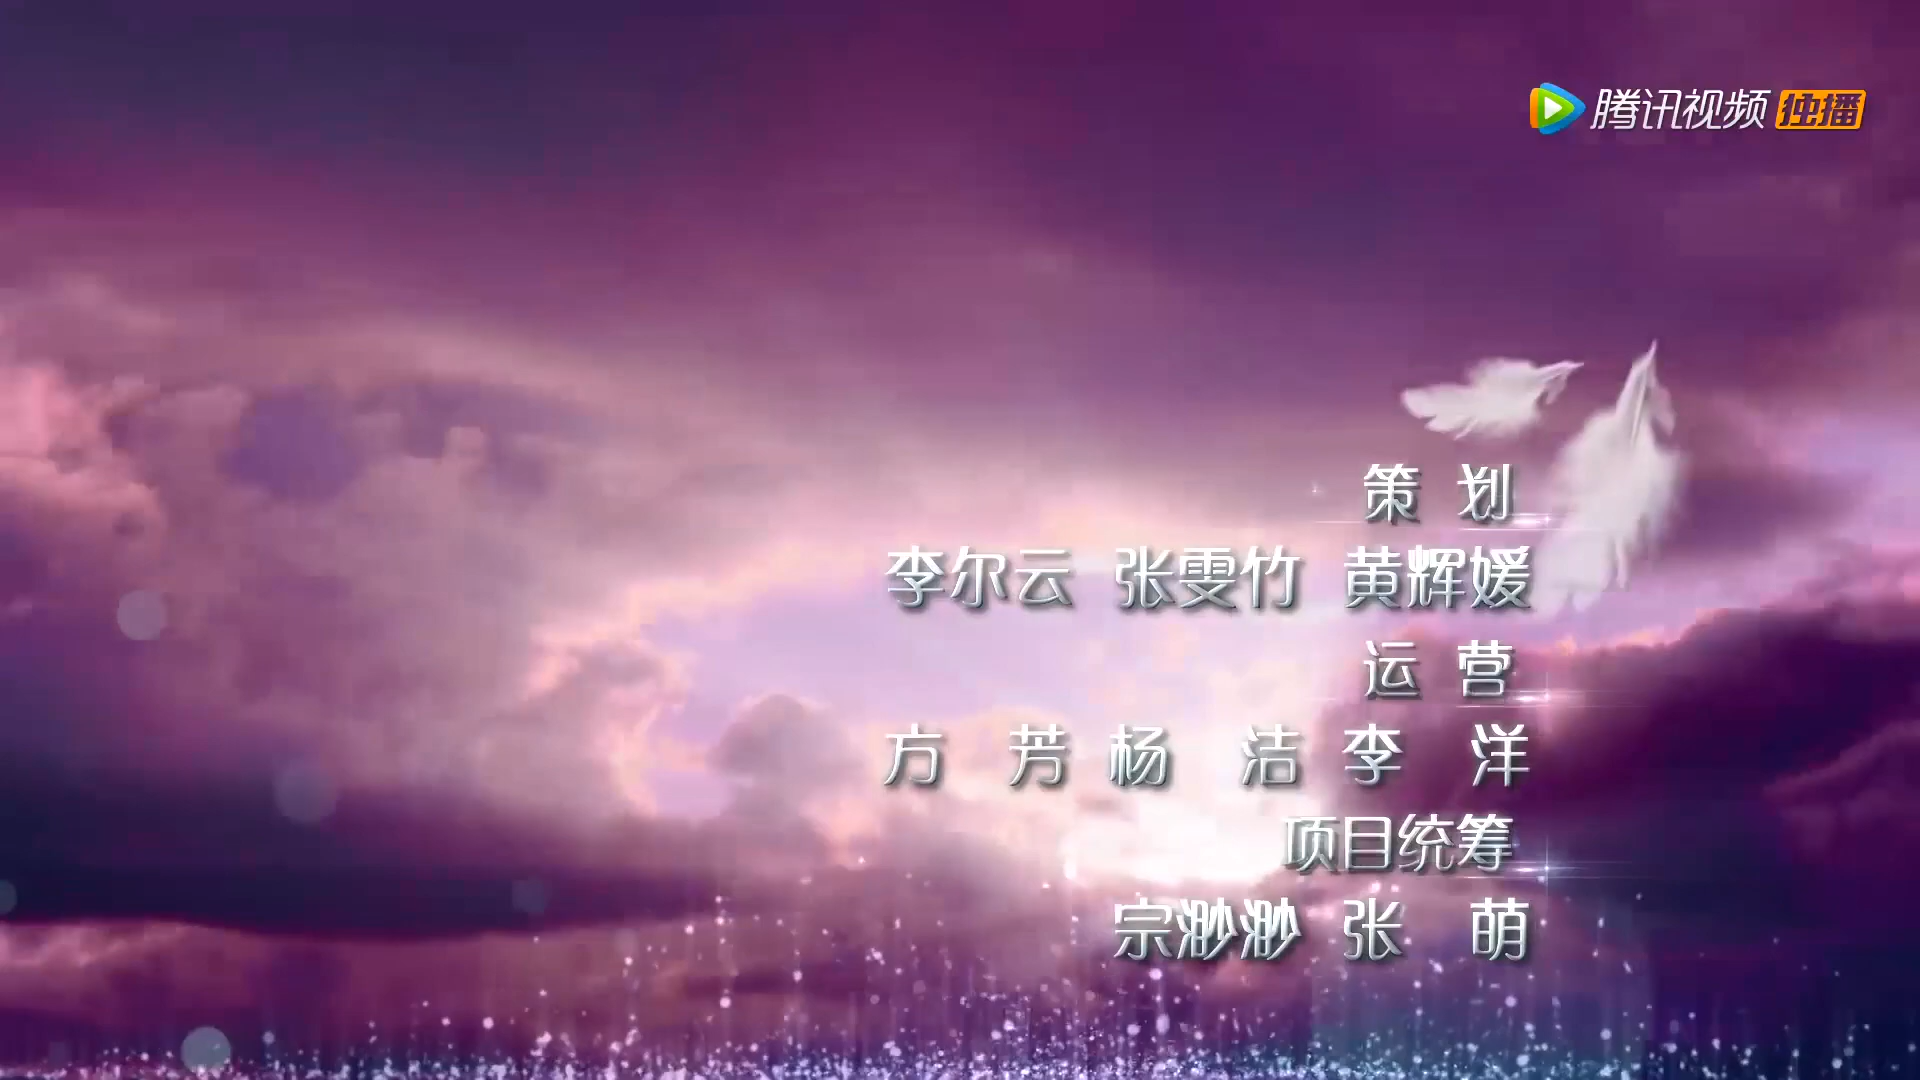 腾讯视频 独播
策 划
李尔云 张雯竹 黄辉媛
运 营
方 芳 杨 洁 李 洋
项目统筹
宗渺渺 张 萌